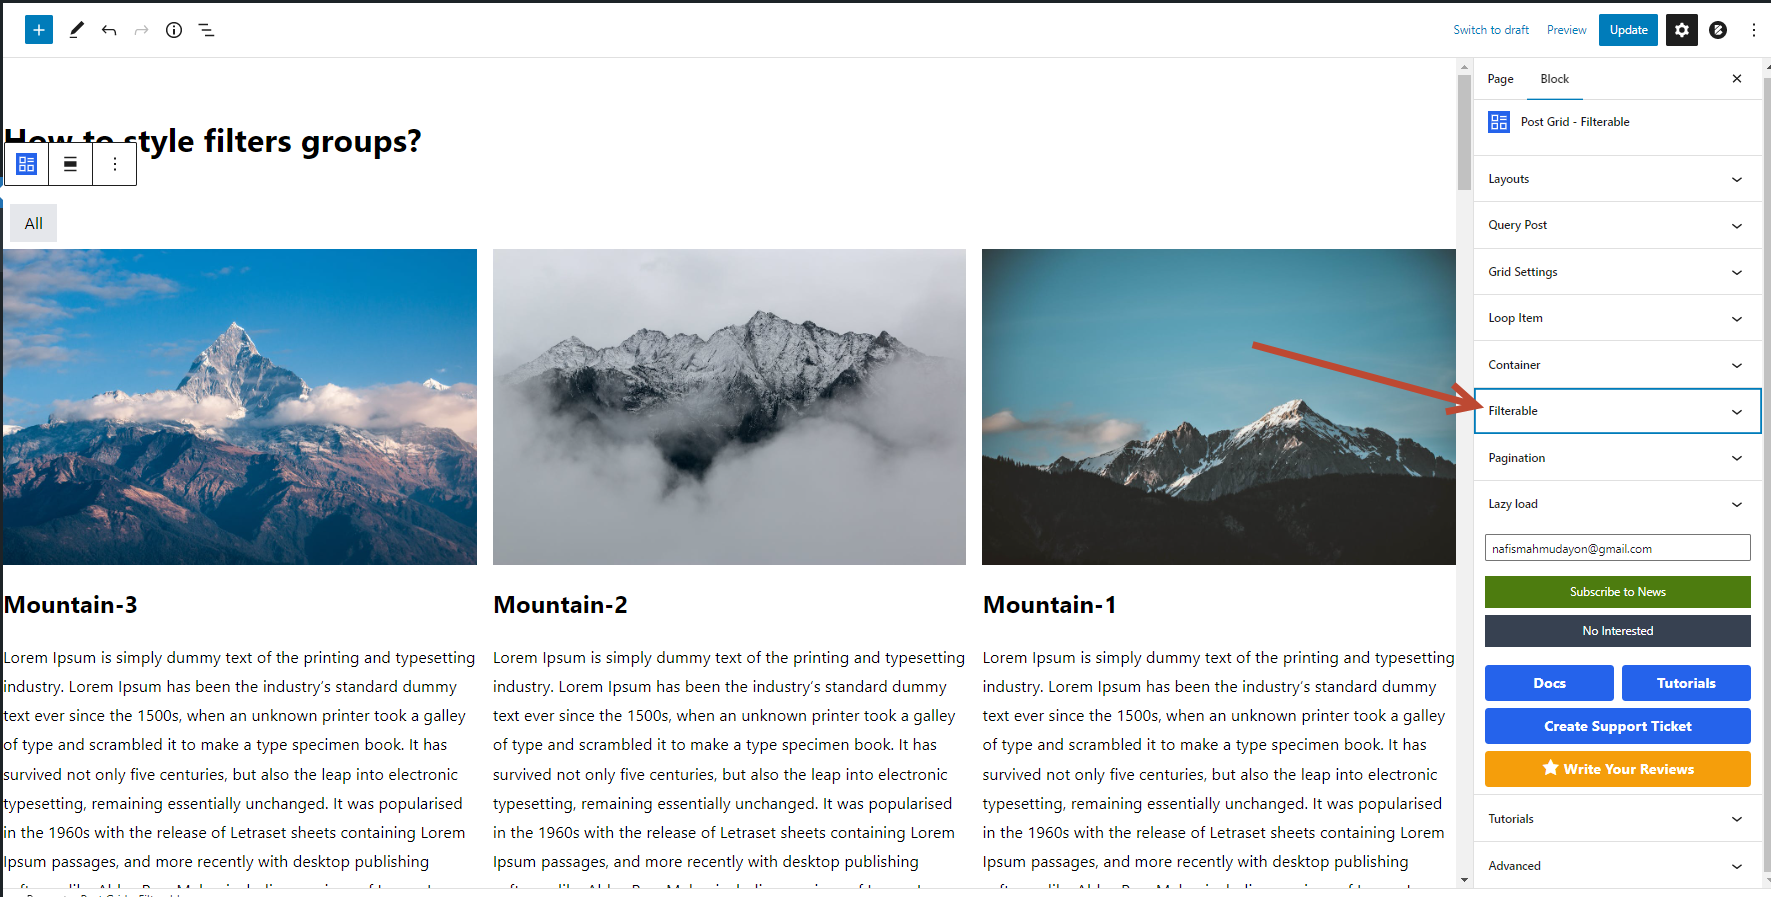 Switch to draft
Preview
Update
How to style filters groups?
All
Mountain-3
Lorem Ipsum is simply dummy text of the printing and typesetting
industry. Lorem Ipsum has been the industry's standard dummy
text ever since the 1500s, when an unknown printer took a galley
of type and scrambled it to make a type specimen book. It has
survived not only five centuries, but also the leap into electronic
typesetting, remaining essentially unchanged. It was popularised
in the 1960s with the release of Letraset sheets containing Lorem
Ipsum passages, and more recently with desktop publishing
Mountain-2
Lorem Ipsum is simply dummy text of the printing and typesetting
industry. Lorem Ipsum has been the industry's standard dummy
text ever since the 1500s, when an unknown printer took a galley
of type and scrambled it to make a type specimen book. It has
survived not only five centuries, but also the leap into electronic
typesetting, remaining essentially unchanged. It was popularised
in the 1960s with the release of Letraset sheets containing Lorem
Ipsum passages, and more recently with desktop publishing
Mountain-1
Lorem Ipsum is simply dummy text of the printing and typesetting
industry. Lorem Ipsum has been the industry's standard dummy
text ever since the 1500s, when an unknown printer took a galley
of type and scrambled it to make a type specimen book. It has
survived not only five centuries, but also the leap into electronic
typesetting, remaining essentially unchanged. It was popularised
in the 1960s with the release of Letraset sheets containing Lorem
Ipsum passages, and more recently with desktop publishing
Page
Block
Post Grid - Filterable
Layouts
Query Post
Grid Settings
Loop Item
Container
Filterable
Pagination
Lazy load
nafismahmudayon@gmail.com
Subscribe to News
No Interested
Docs
Tutorials
Create Support Ticket
Write Your Reviews
Tutorials
Advanced